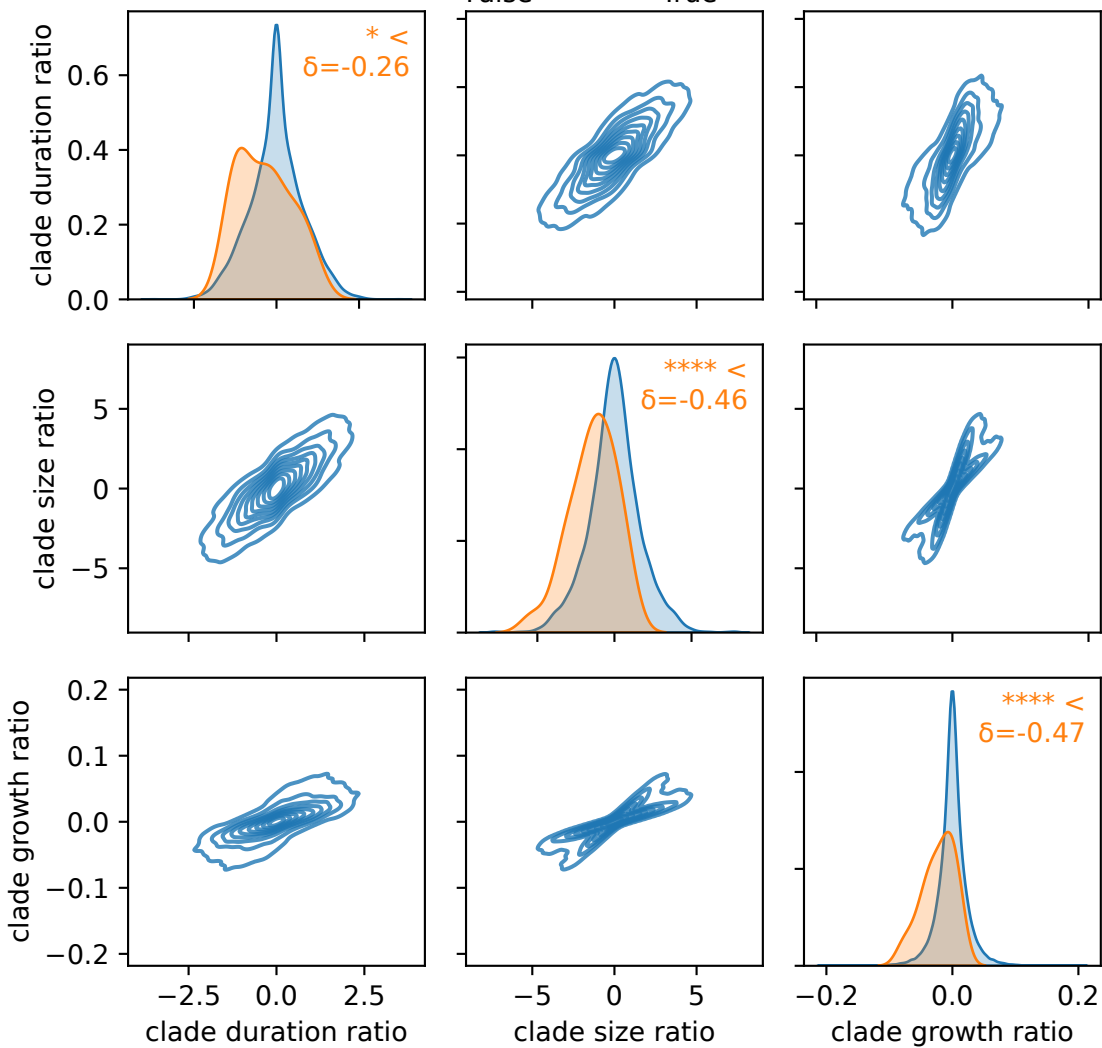 True
clade duration ratio
0.6
0.4
0.2
0.0
* <
δ=-0.26
clade size ratio
5
0
−5
**** <
δ=-0.46
clade growth ratio
0.2
0.1
0.0
−0.1
−0.2
**** <
δ=-0.47
−2.5 0.0 2.5
−5 0 5
−0.2 0.0 0.2
clade duration ratio
clade size ratio
clade growth ratio